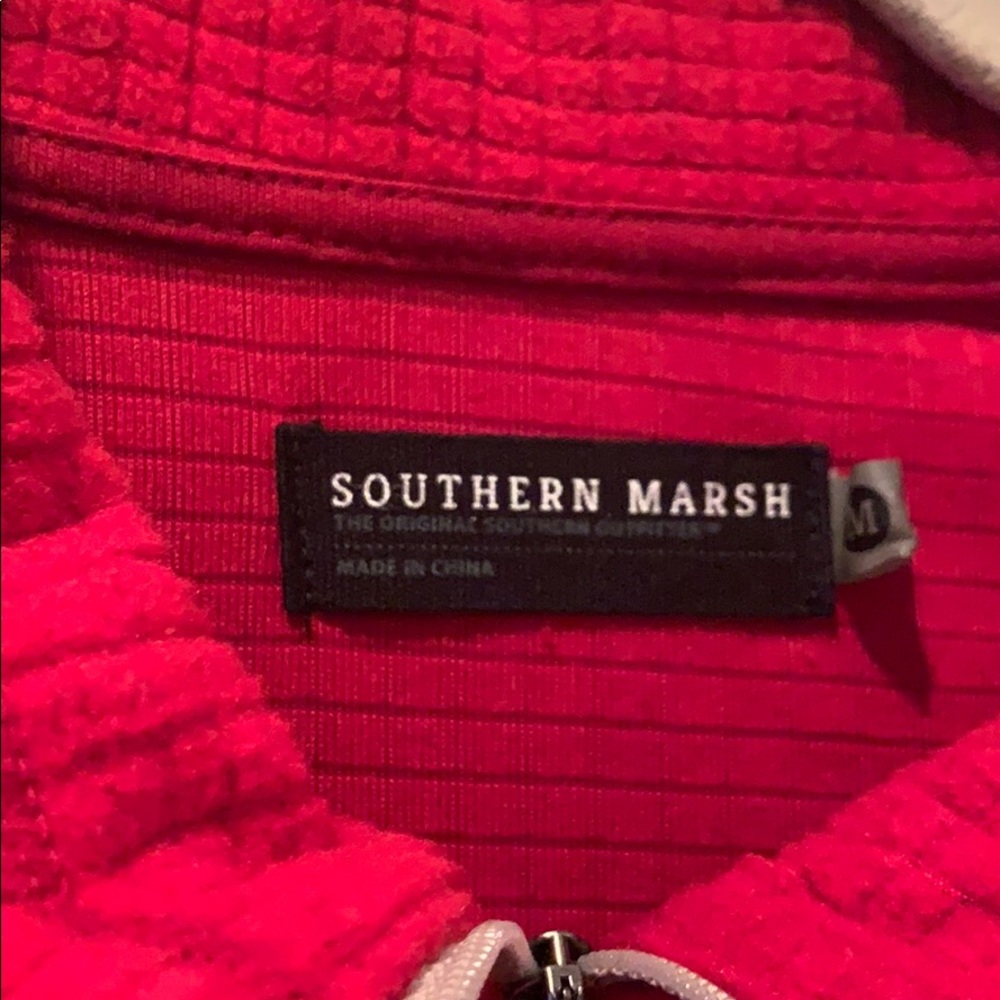 SOUTHERN MARSH
THE ORIGINAL SOUTHERN OUTFITTER™
MADE IN CHINA
M